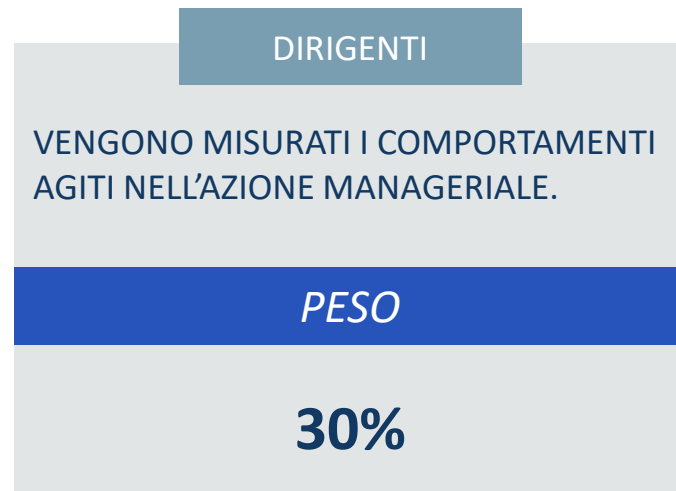 DIRIGENTI
VENGONO MISURATI I COMPORTAMENTI
AGITI NELL’AZIONE MANAGERIALE.
PESO
30%